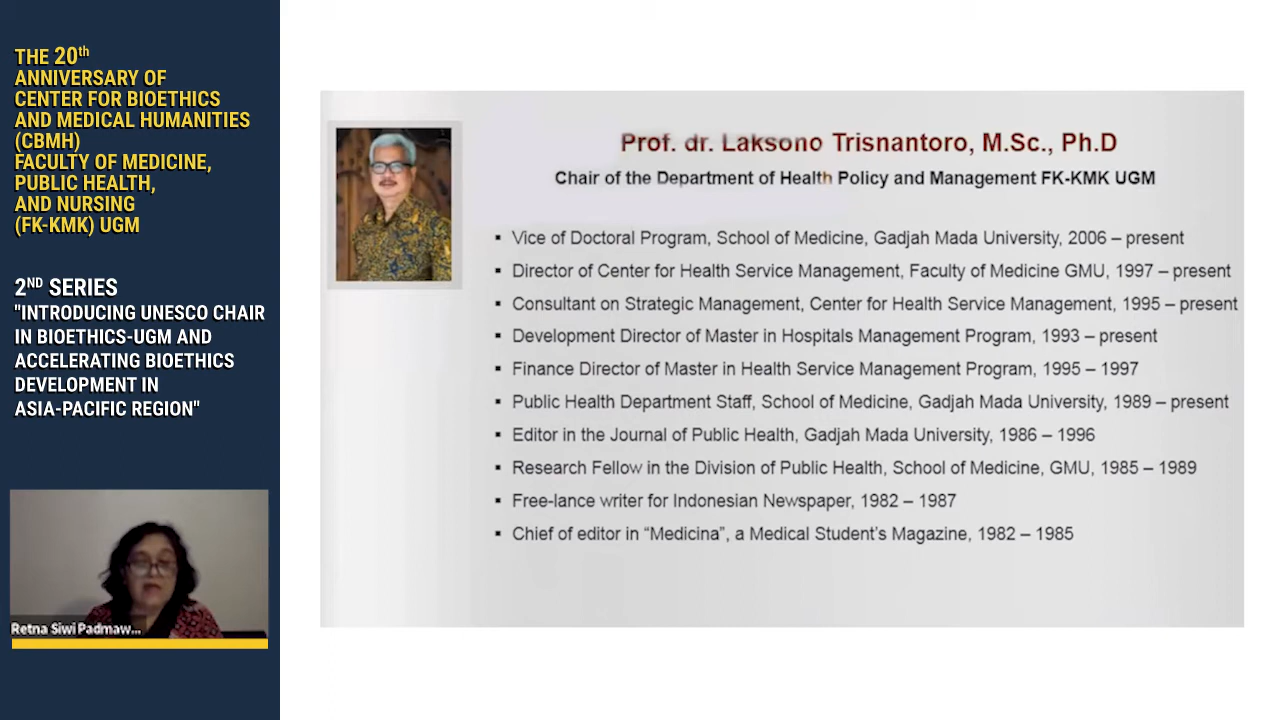 THE 20th
ANNIVERSARY OF
CENTER FOR BIOETHICS
AND MEDICAL HUMANITIES
(CBMH)
FACULTY OF MEDICINE,
PUBLIC HEALTH,
AND NURSING
(FK-KMK) UGM
2ND SERIES
"INTRODUCING UNESCO CHAIR
IN BIOETHICS-UGM AND
ACCELERATING BIOETHICS
DEVELOPMENT IN
ASIA-PACIFIC REGION"
Retna Siwi Padmaw...
Prof. dr. Laksono Trisnantoro, M.Sc., Ph.D
Chair of the Department of Health Policy and Management FK-KMK UGM
▪ Vice of Doctoral Program, School of Medicine, Gadjah Mada University, 2006 – present
▪ Director of Center for Health Service Management, Faculty of Medicine GMU, 1997 – present
▪ Consultant on Strategic Management, Center for Health Service Management, 1995 – present
▪ Development Director of Master in Hospitals Management Program, 1993 – present
▪ Finance Director of Master in Health Service Management Program, 1995 – 1997
▪ Public Health Department Staff, School of Medicine, Gadjah Mada University, 1989 – present
▪ Editor in the Journal of Public Health, Gadjah Mada University, 1986 – 1996
▪ Research Fellow in the Division of Public Health, School of Medicine, GMU, 1985 – 1989
▪ Free-lance writer for Indonesian Newspaper, 1982 – 1987
▪ Chief of editor in “Medicina”, a Medical Student’s Magazine, 1982 – 1985